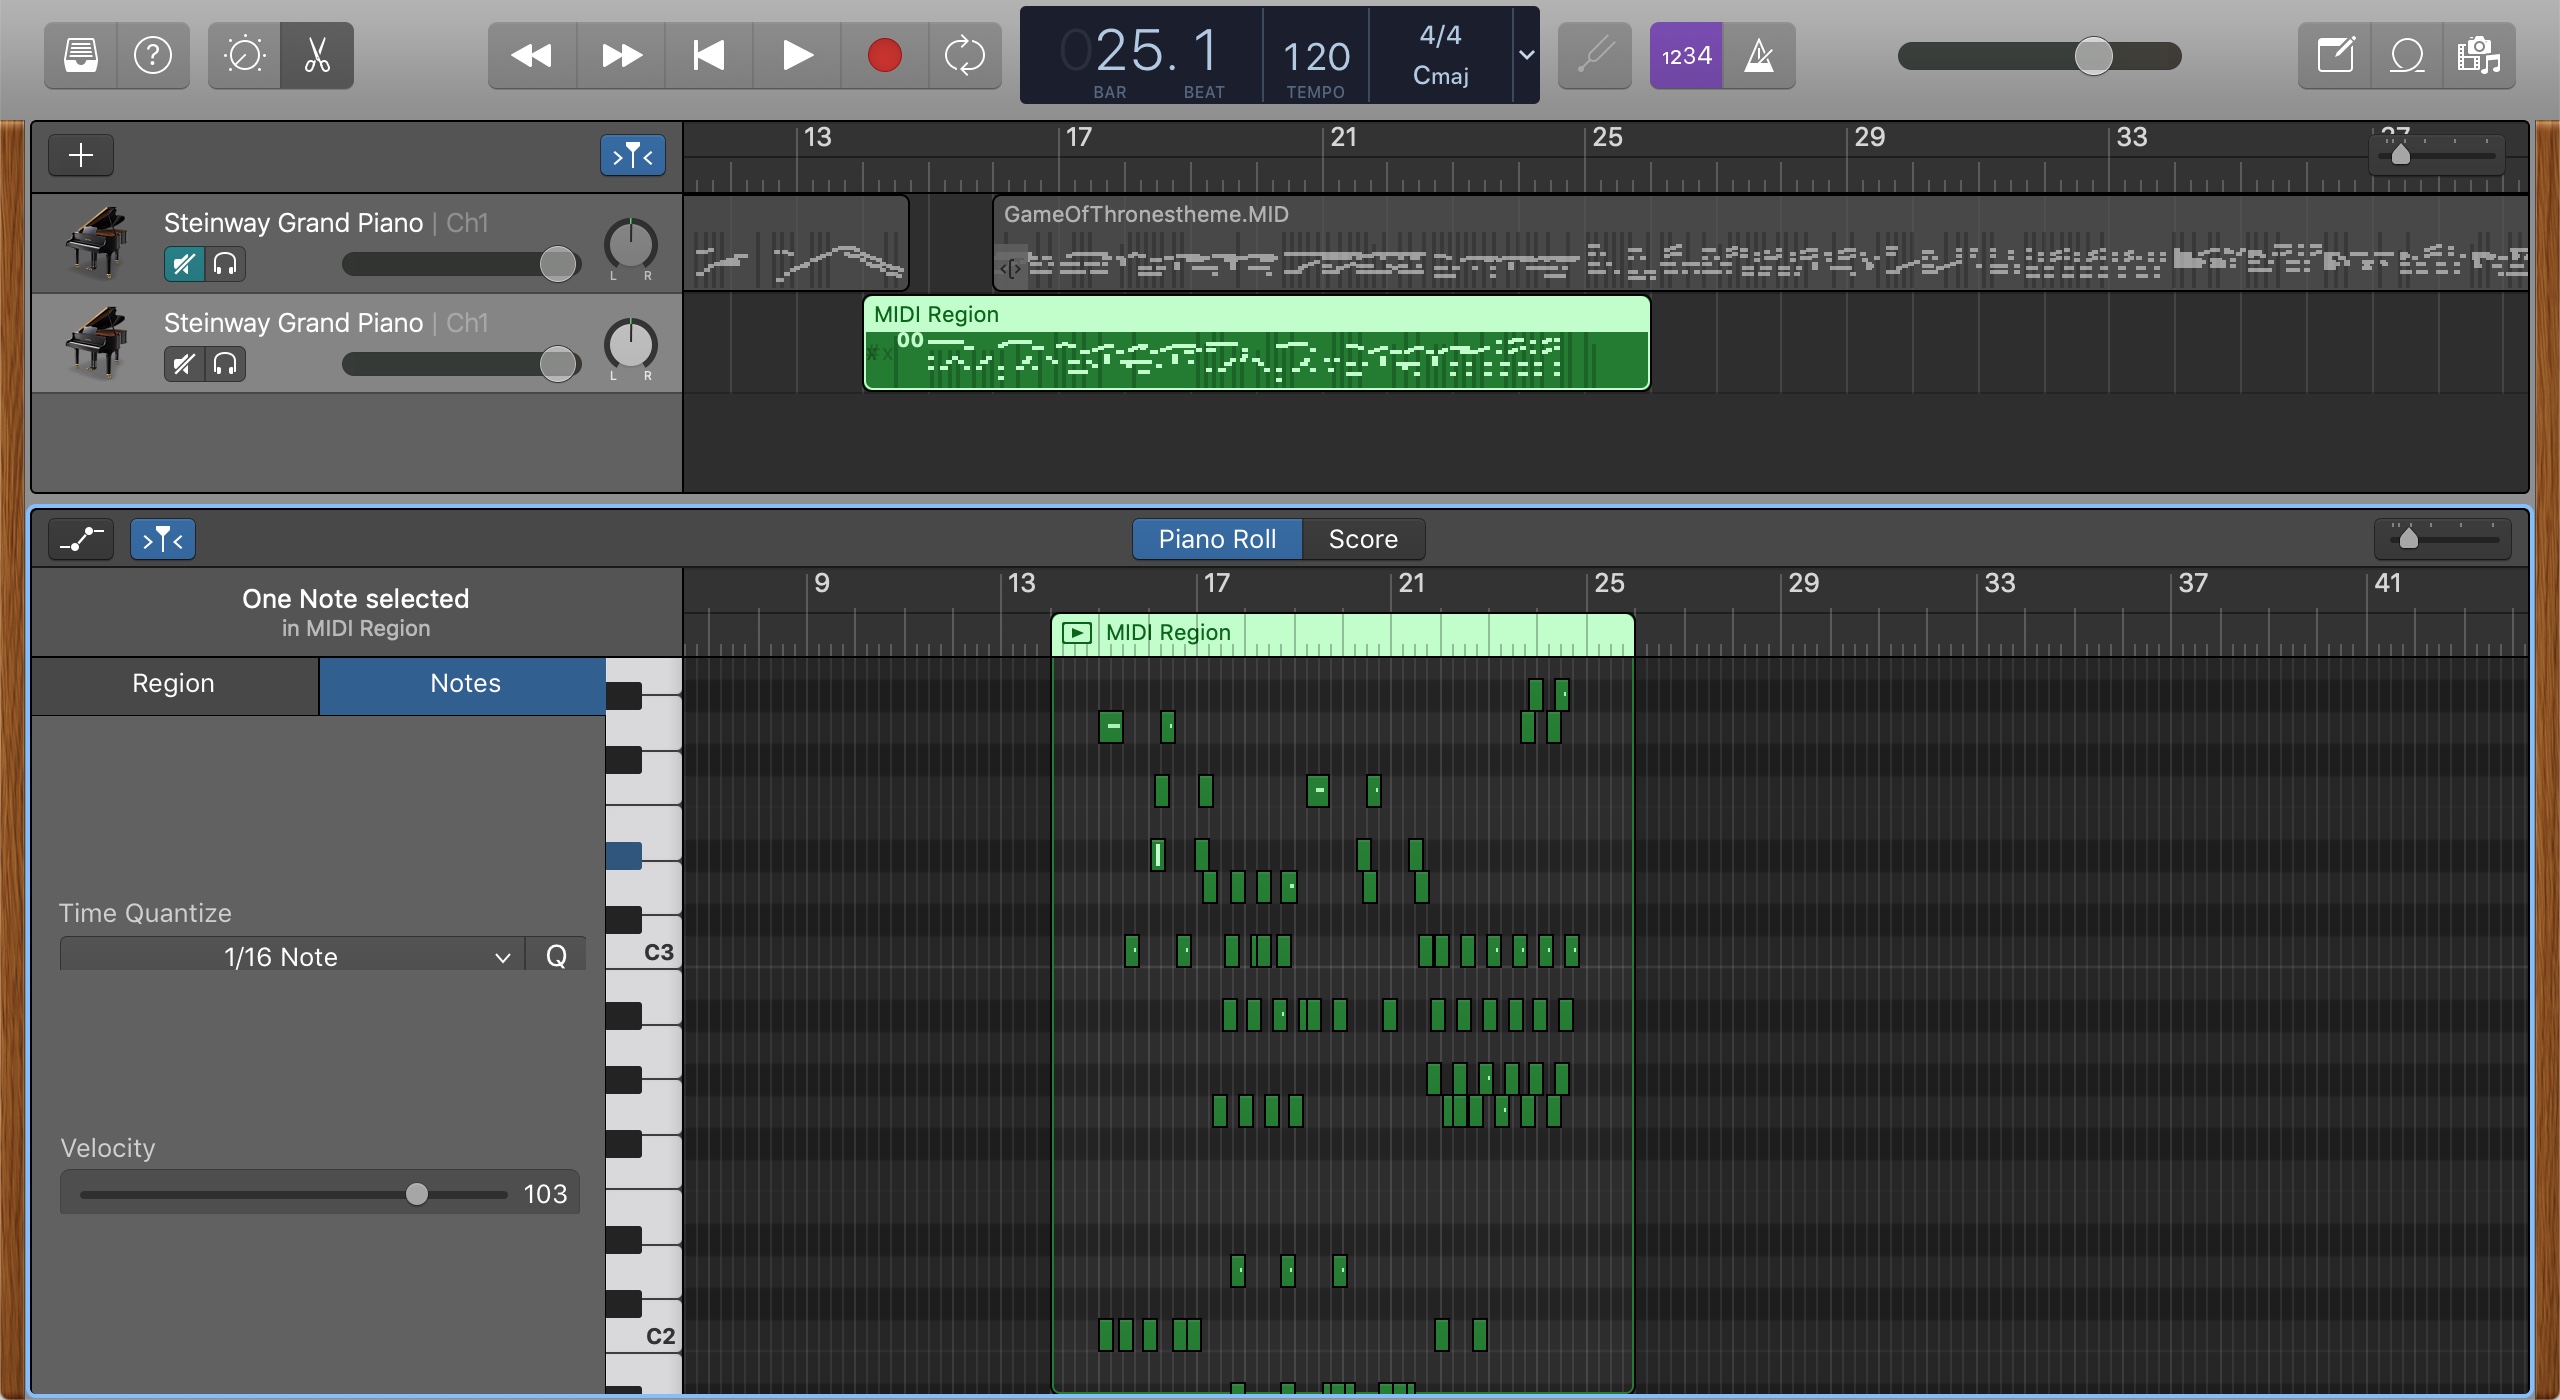 025.1
BAR
BEAT
120
TEMPO
4/4
Cmaj
1234
13
17
21
25
29
33
Steinway Grand Piano | Ch1
L R
GameOfThronestheme.MID
Steinway Grand Piano | Ch1
L R
MIDI Region
00
Piano Roll
Score
One Note selected
in MIDI Region
9
13
17
21
25
29
33
37
41
MIDI Region
Region
Notes
Time Quantize
1/16 Note
Q
C3
Velocity
103
C2